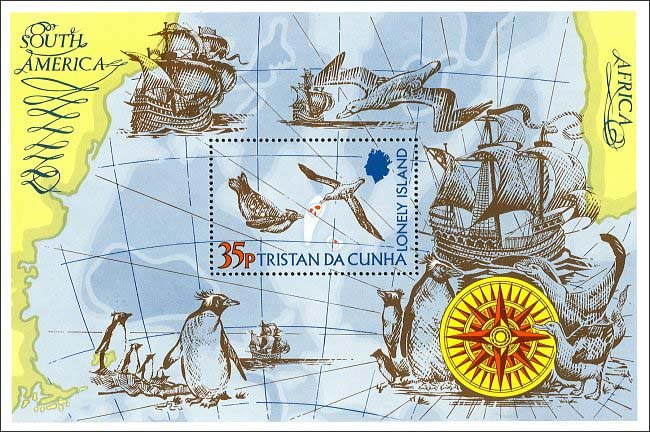 SOUTH
AMERICA
AFRICA
LONELY ISLAND
35P TRISTAN DA CUNHA